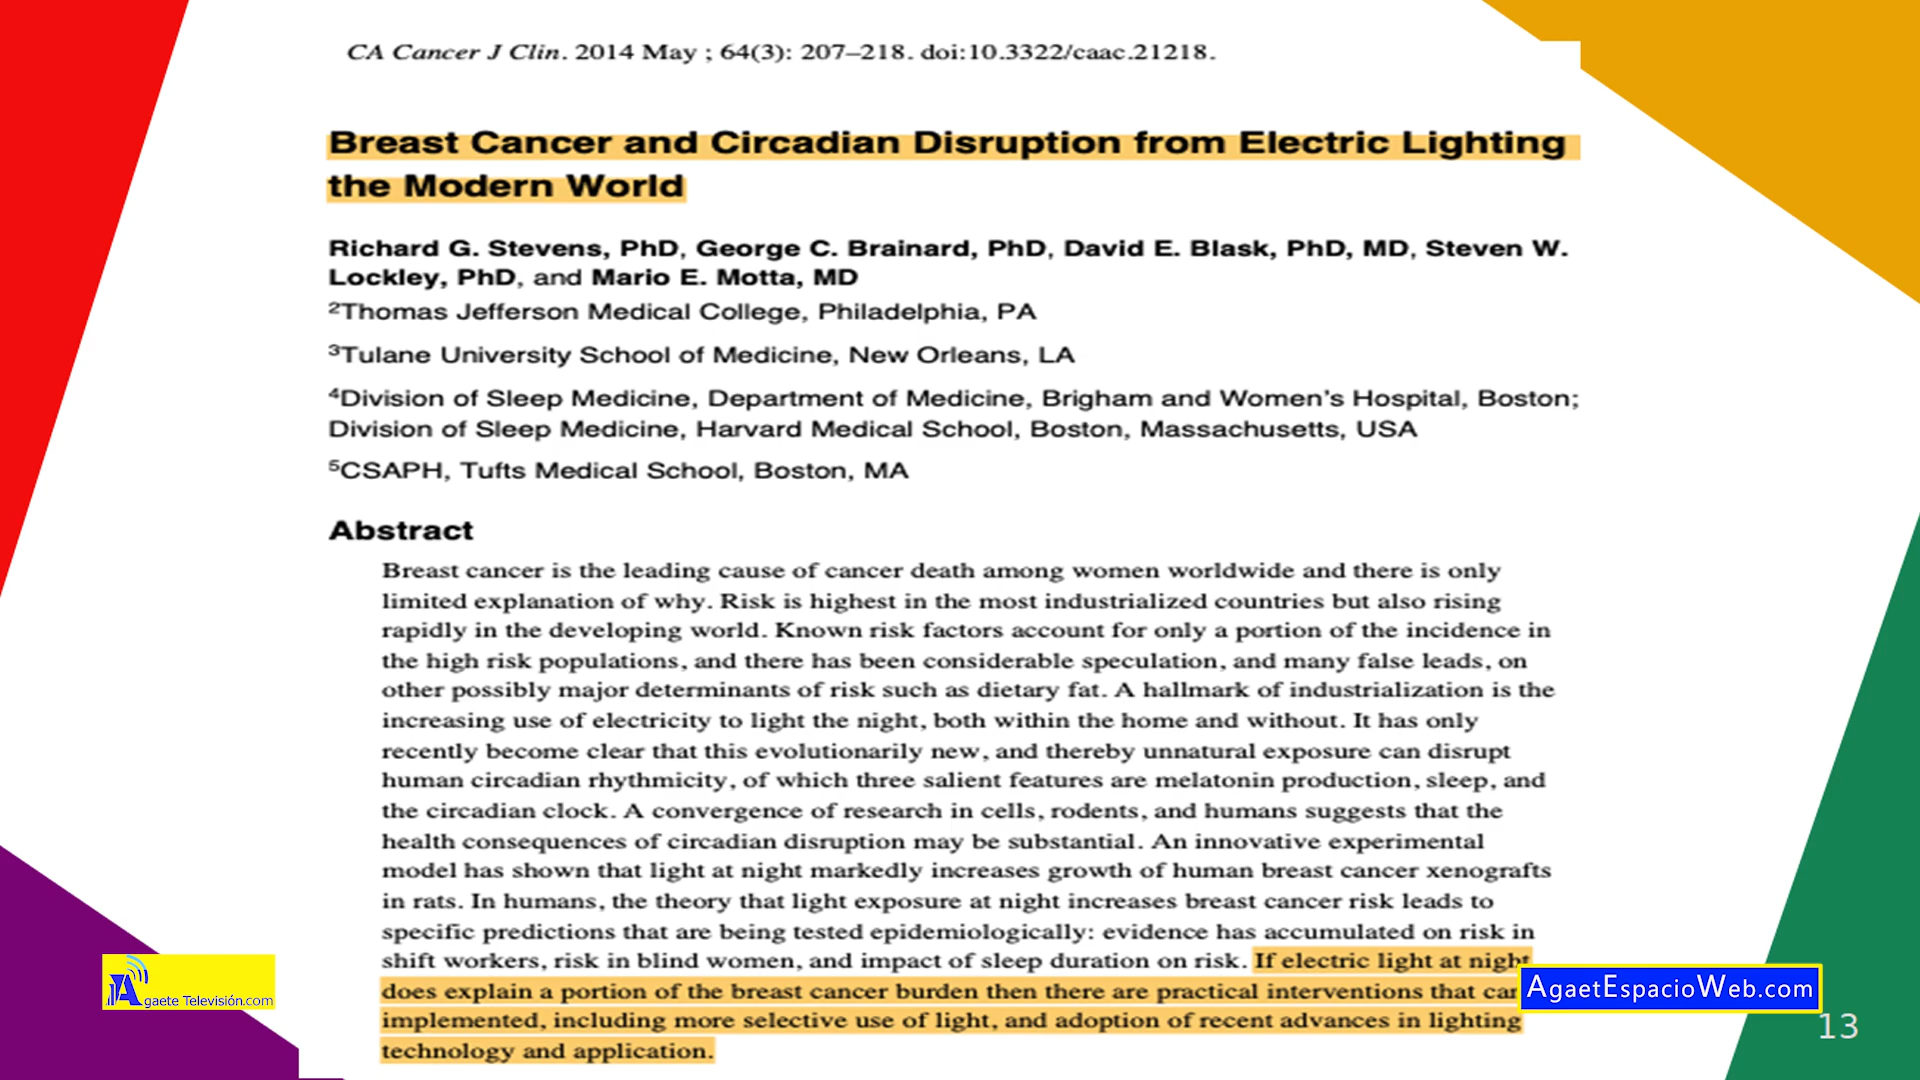 CA Cancer J Clin. 2014 May ; 64(3): 207–218. doi:10.3322/caac.21218.
Breast Cancer and Circadian Disruption from Electric Lighting
the Modern World
Richard G. Stevens, PhD, George C. Brainard, PhD, David E. Blask, PhD, MD, Steven W.
Lockley, PhD, and Mario E. Motta, MD
²Thomas Jefferson Medical College, Philadelphia, PA
³Tulane University School of Medicine, New Orleans, LA
⁴Division of Sleep Medicine, Department of Medicine, Brigham and Women's Hospital, Boston;
Division of Sleep Medicine, Harvard Medical School, Boston, Massachusetts, USA
⁵CSAPH, Tufts Medical School, Boston, MA
Abstract
Breast cancer is the leading cause of cancer death among women worldwide and there is only
limited explanation of why. Risk is highest in the most industrialized countries but also rising
rapidly in the developing world. Known risk factors account for only a portion of the incidence in
the high risk populations, and there has been considerable speculation, and many false leads, on
other possibly major determinants of risk such as dietary fat. A hallmark of industrialization is the
increasing use of electricity to light the night, both within the home and without. It has only
recently become clear that this evolutionarily new, and thereby unnatural exposure can disrupt
human circadian rhythmicity, of which three salient features are melatonin production, sleep, and
the circadian clock. A convergence of research in cells, rodents, and humans suggests that the
health consequences of circadian disruption may be substantial. An innovative experimental
model has shown that light at night markedly increases growth of human breast cancer xenografts
in rats. In humans, the theory that light exposure at night increases breast cancer risk leads to
specific predictions that are being tested epidemiologically: evidence has accumulated on risk in
shift workers, risk in blind women, and impact of sleep duration on risk. If electric light at night
does explain a portion of the breast cancer burden then there are practical interventions that can
implemented, including more selective use of light, and adoption of recent advances in lighting
technology and application.
Agaete Televisión.com
AgaetEspacioWeb.com
13